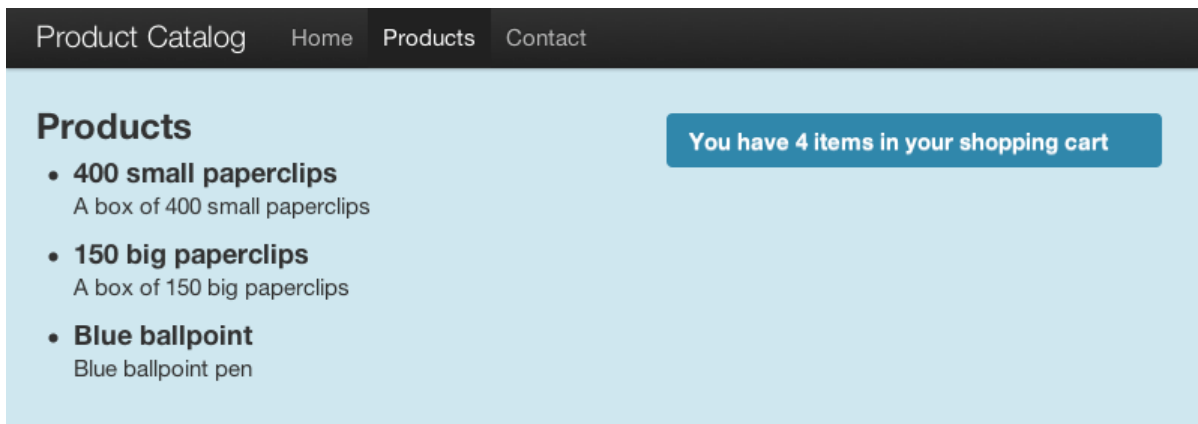 Product Catalog Home Products Contact
Products
• 400 small paperclips
A box of 400 small paperclips
• 150 big paperclips
A box of 150 big paperclips
• Blue ballpoint
Blue ballpoint pen
You have 4 items in your shopping cart